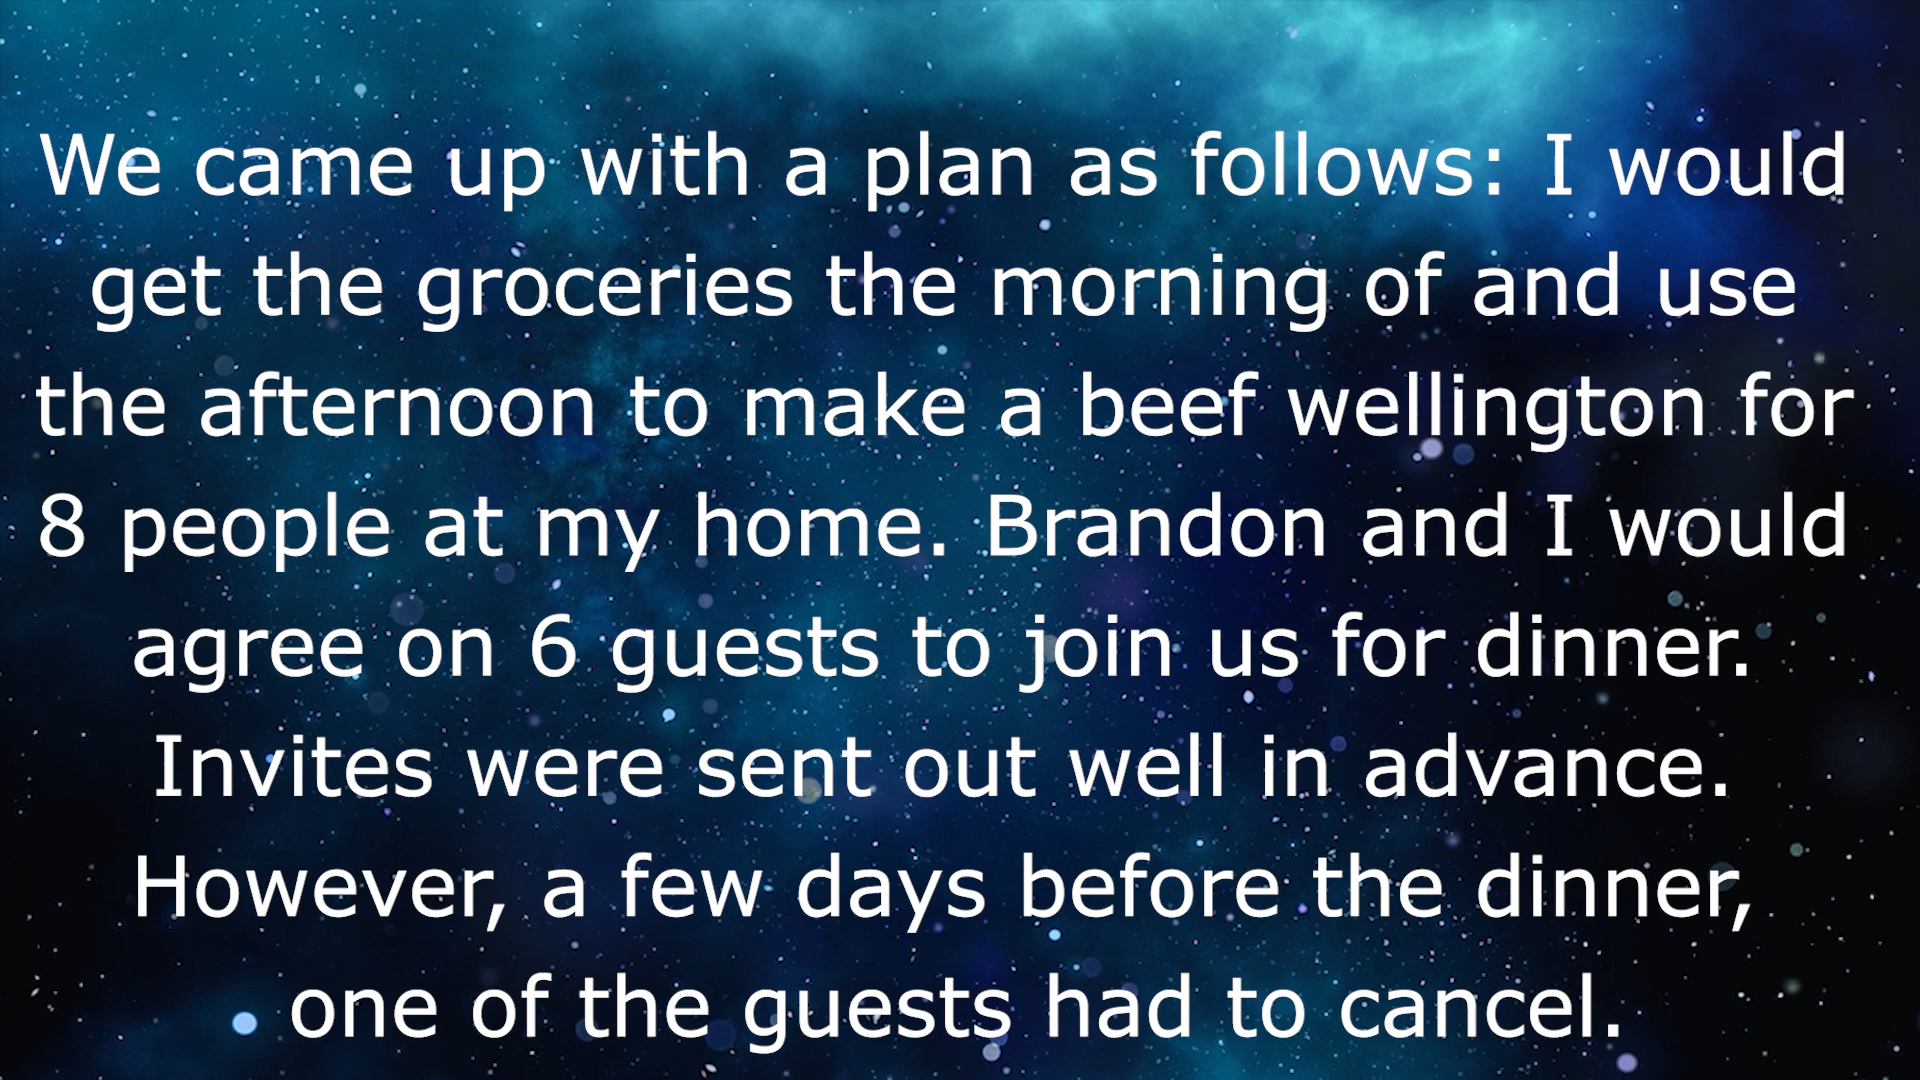 We came up with a plan as follows: I would
get the groceries the morning of and use
the afternoon to make a beef wellington for
8 people at my home. Brandon and I would
agree on 6 guests to join us for dinner.
Invites were sent out well in advance.
However, a few days before the dinner,
one of the guests had to cancel.